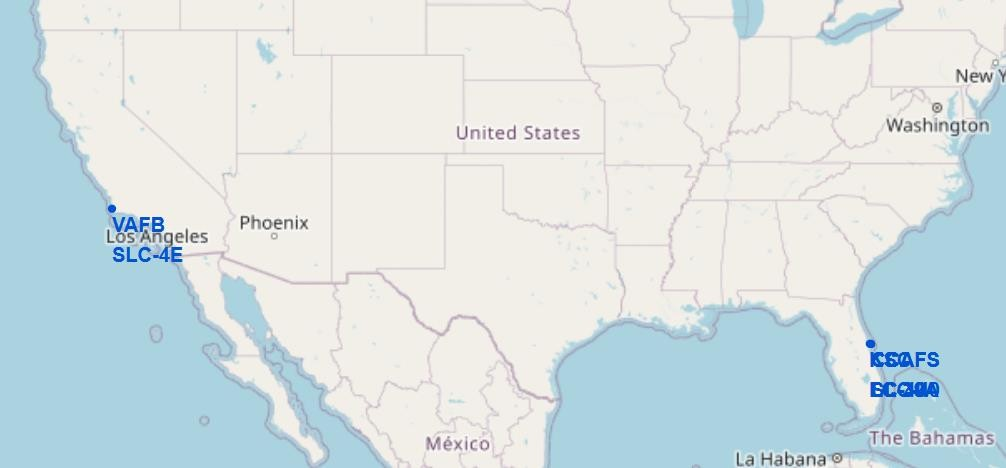 New Y
Washington
United States
VAFB
Phoenix
Los Angeles
SLC-4E
The Bahamas
México
La Habana